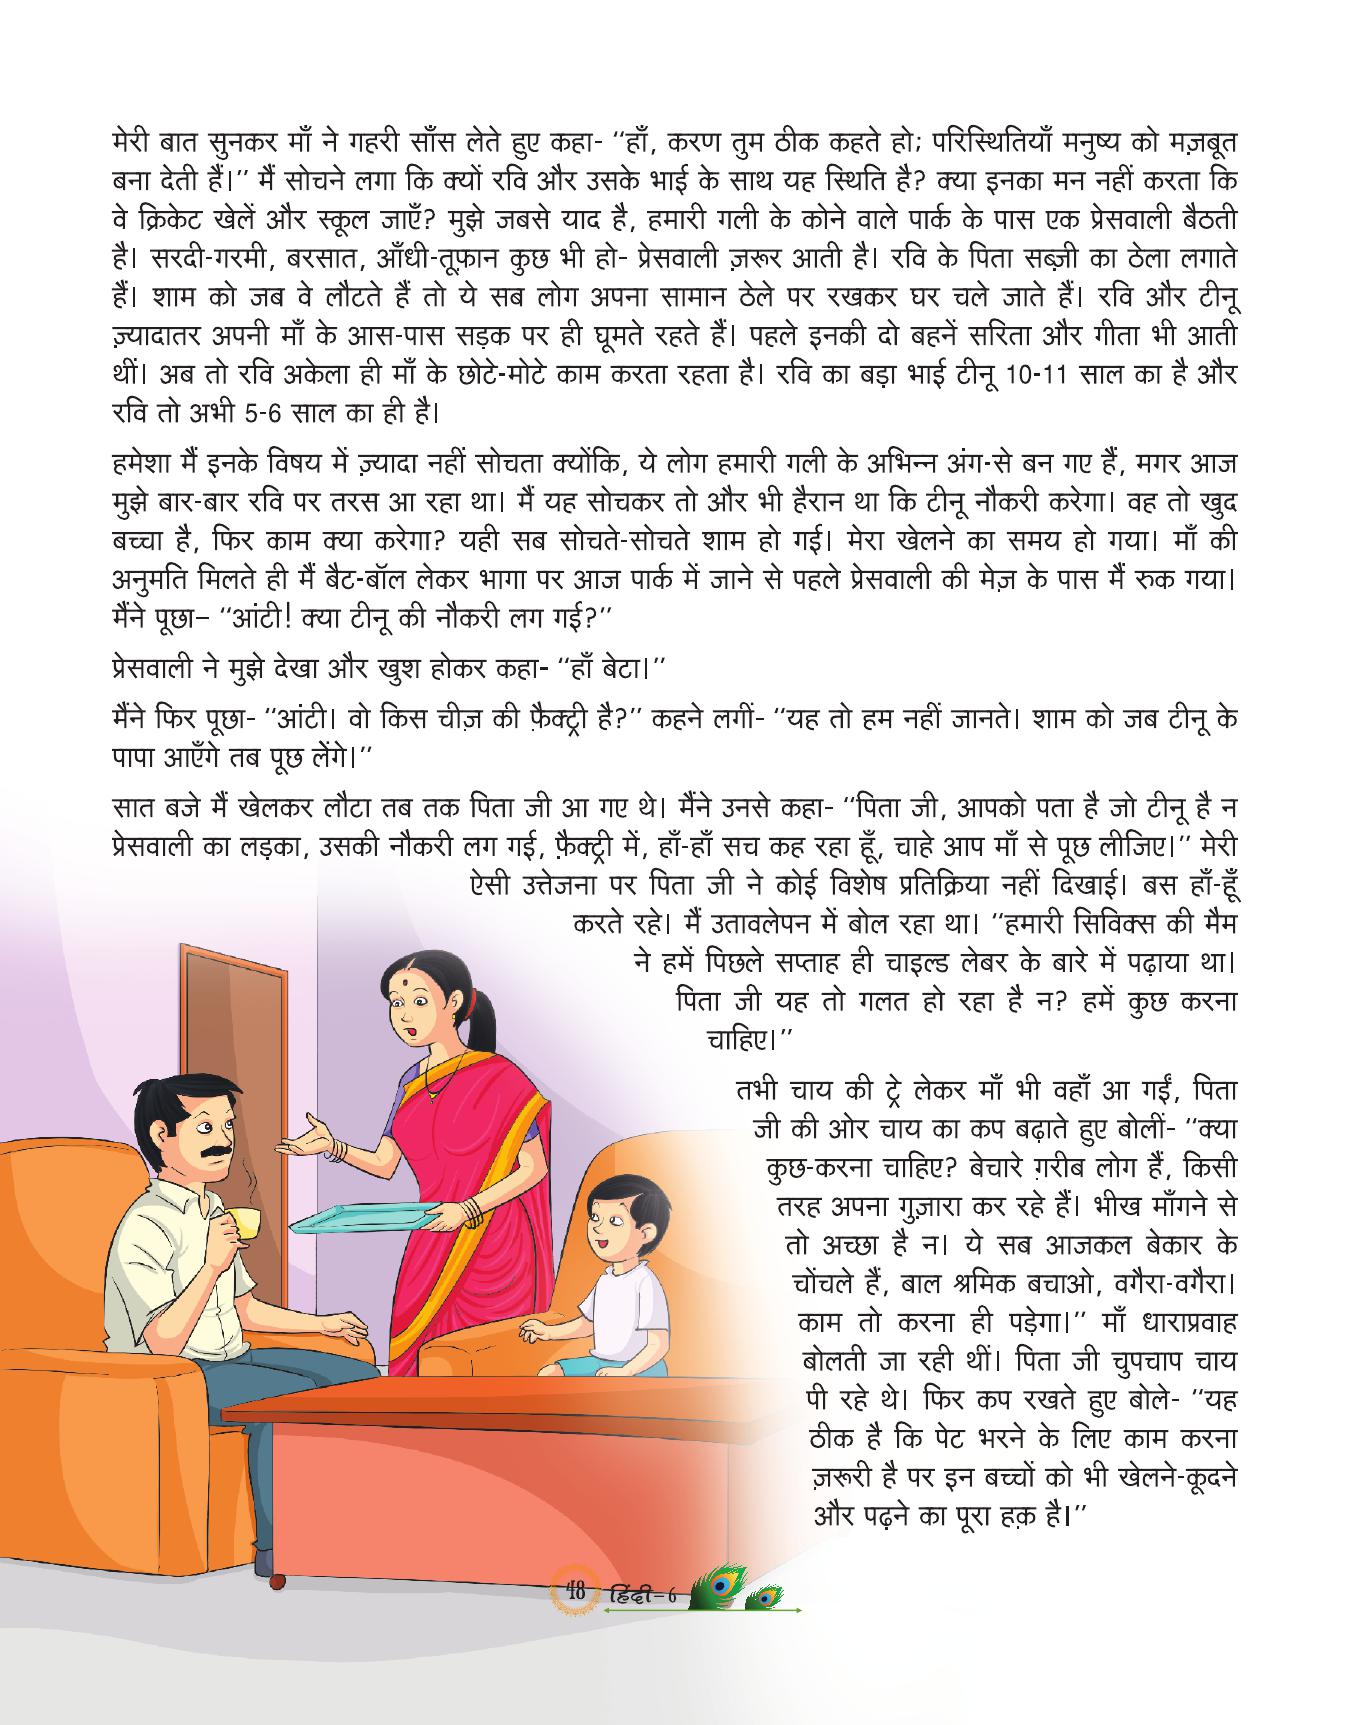 मेरी बात सुनकर माँ ने गहरी साँस लेते हुए कहा- ‘‘हाँ, करण तुम ठीक कहते हो; परिस्थितियाँ मनुष्य को मज़बूत
बना देती हैं।’’ मैं सोचने लगा कि क्यों रवि और उसके भाई के साथ यह स्थिति है? क्या इनका मन नहीं करता कि
वे क्रिकेट खेलें और स्कूल जाएँ? मुझे जबसे याद है, हमारी गली के कोने वाले पार्क के पास एक प्रेसवाली बैठती
है। सरदी-गरमी, बरसात, आँधी-तूफ़ान कुछ भी हो- प्रेसवाली ज़रूर आती है। रवि के पिता सब्ज़ी का ठेला लगाते
हैं। शाम को जब वे लौटते हैं तो ये सब लोग अपना सामान ठेले पर रखकर घर चले जाते हैं। रवि और टीनू
ज़्यादातर अपनी माँ के आस-पास सड़क पर ही घूमते रहते हैं। पहले इनकी दो बहनें सरिता और गीता भी आती
थीं। अब तो रवि अकेला ही माँ के छोटे-मोटे काम करता रहता है। रवि का बड़ा भाई टीनू 10-11 साल का है और
रवि तो अभी 5-6 साल का ही है।
हमेशा मैं इनके विषय में ज़्यादा नहीं सोचता क्योंकि, ये लोग हमारी गली के अभिन्न अंग-से बन गए हैं, मगर आज
मुझे बार-बार रवि पर तरस आ रहा था। मैं यह सोचकर तो और भी हैरान था कि टीनू नौकरी करेगा। वह तो खुद
बच्चा है, फिर काम क्या करेगा? यही सब सोचते-सोचते शाम हो गई। मेरा खेलने का समय हो गया। माँ की
अनुमति मिलते ही मैं बैट-बॉल लेकर भागा पर आज पार्क में जाने से पहले प्रेसवाली की मेज़ के पास मैं रुक गया।
मैंने पूछा– ‘‘आंटी! क्या टीनू की नौकरी लग गई?’’
प्रेसवाली ने मुझे देखा और खुश होकर कहा- ‘‘हाँ बेटा।’’
मैंने फिर पूछा- ‘‘आंटी। वो किस चीज़ की फ़ैक्ट्री है?’’ कहने लगीं- ‘‘यह तो हम नहीं जानते। शाम को जब टीनू के
पापा आएँगे तब पूछ लेंगे।’’
सात बजे मैं खेलकर लौटा तब तक पिता जी आ गए थे। मैंने उनसे कहा- ‘‘पिता जी, आपको पता है जो टीनू है न
प्रेसवाली का लड़का, उसकी नौकरी लग गई, फ़ैक्ट्री में, हाँ-हाँ सच कह रहा हूँ, चाहे आप माँ से पूछ लीजिए।’’ मेरी
ऐसी उत्तेजना पर पिता जी ने कोई विशेष प्रतिक्रिया नहीं दिखाई। बस हाँ-हूँ
करते रहे। मैं उतावलेपन में बोल रहा था। ‘‘हमारी सिविक्स की मैम
ने हमें पिछले सप्ताह ही चाइल्ड लेबर के बारे में पढ़ाया था।
पिता जी यह तो गलत हो रहा है न? हमें कुछ करना
चाहिए।’’
तभी चाय की ट्रे लेकर माँ भी वहाँ आ गईं, पिता
जी की ओर चाय का कप बढ़ाते हुए बोलीं- ‘‘क्या
कुछ-करना चाहिए? बेचारे ग़रीब लोग हैं, किसी
तरह अपना गुज़ारा कर रहे हैं। भीख माँगने से
तो अच्छा है न। ये सब आजकल बेकार के
चोंचले हैं, बाल श्रमिक बचाओ, वगैरा-वगैरा।
काम तो करना ही पड़ेगा।’’ माँ धाराप्रवाह
बोलती जा रही थीं। पिता जी चुपचाप चाय
पी रहे थे। फिर कप रखते हुए बोले- ‘‘यह
ठीक है कि पेट भरने के लिए काम करना
ज़रूरी है पर इन बच्चों को भी खेलने-कूदने
और पढ़ने का पूरा हक़ है।’’
48 हिंदी–6